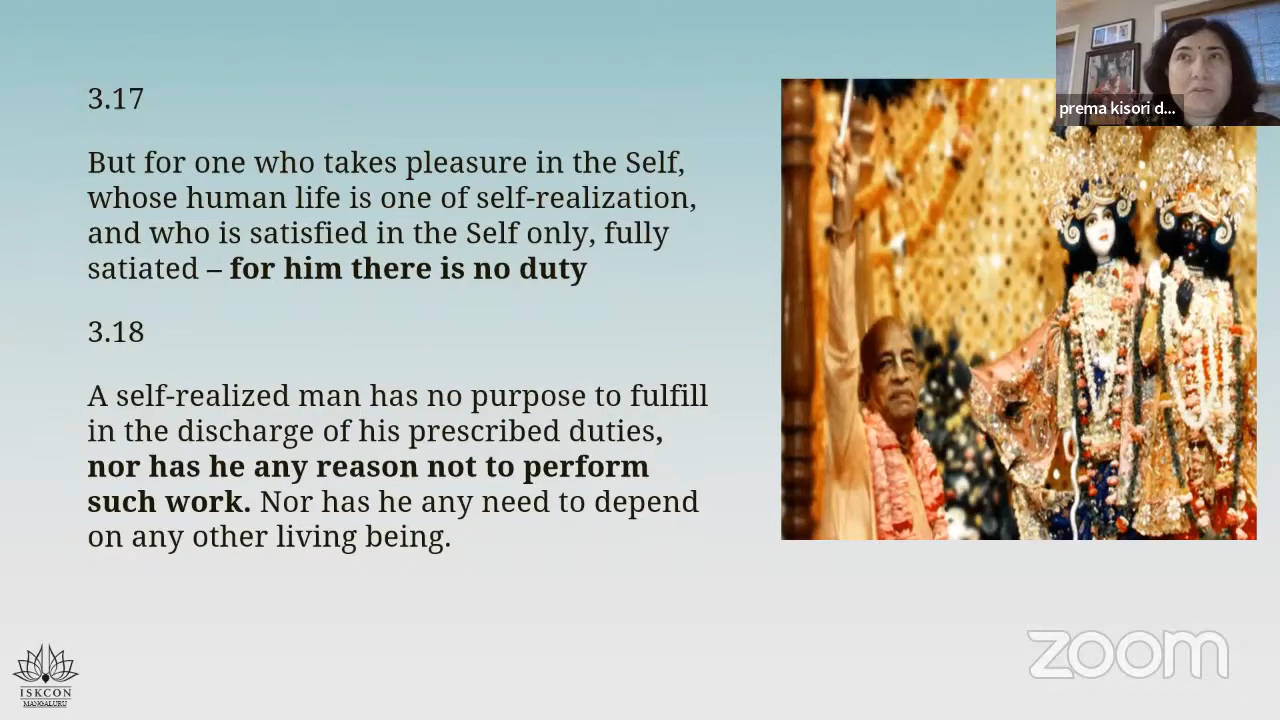 prema kisori d...
3.17
But for one who takes pleasure in the Self,
whose human life is one of self-realization,
and who is satisfied in the Self only, fully
satiated – for him there is no duty
3.18
A self-realized man has no purpose to fulfill
in the discharge of his prescribed duties,
nor has he any reason not to perform
such work. Nor has he any need to depend
on any other living being.
ISKCON
MANGALURU
zoom